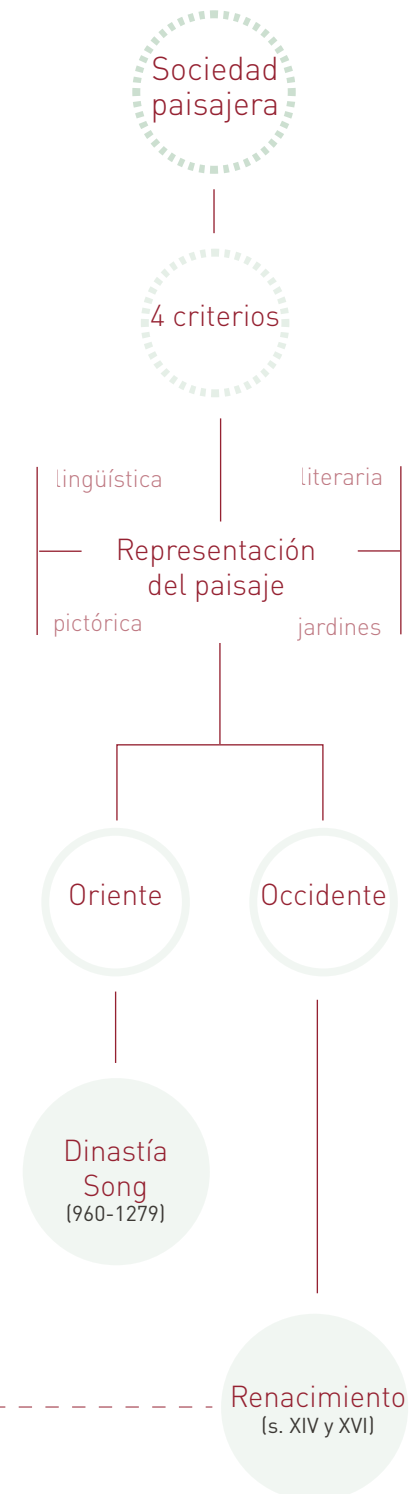 Sociedad
paisajera
4 criterios
lingüística
literaria
Representación
del paisaje
pictórica
jardines
Oriente
Occidente
Dinastía
Song
(960-1279)
Renacimiento
(s. XIV y XVI)